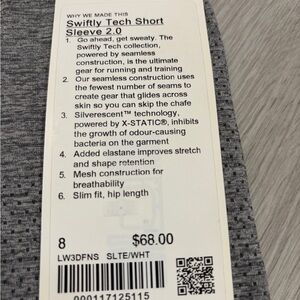 WHY WE MADE THIS
Swiftly Tech Short
Sleeve 2.0
1. Go ahead, get sweaty. The
Swiftly Tech collection,
powered by seamless
construction, is the ultimate
gear for running and training
2. Our seamless construction uses
the fewest number of seams to
create gear that glides across
skin so you can skip the chafe
3. Silverescent™ technology,
powered by X-STATIC®, inhibits
the growth of odour-causing
bacteria on the garment
4. Added elastane improves stretch
and shape retention
5. Mesh construction for
breathability
6. Slim fit, hip length
8 $68.00
LW3DFNS SLTE/WHT
000117125115